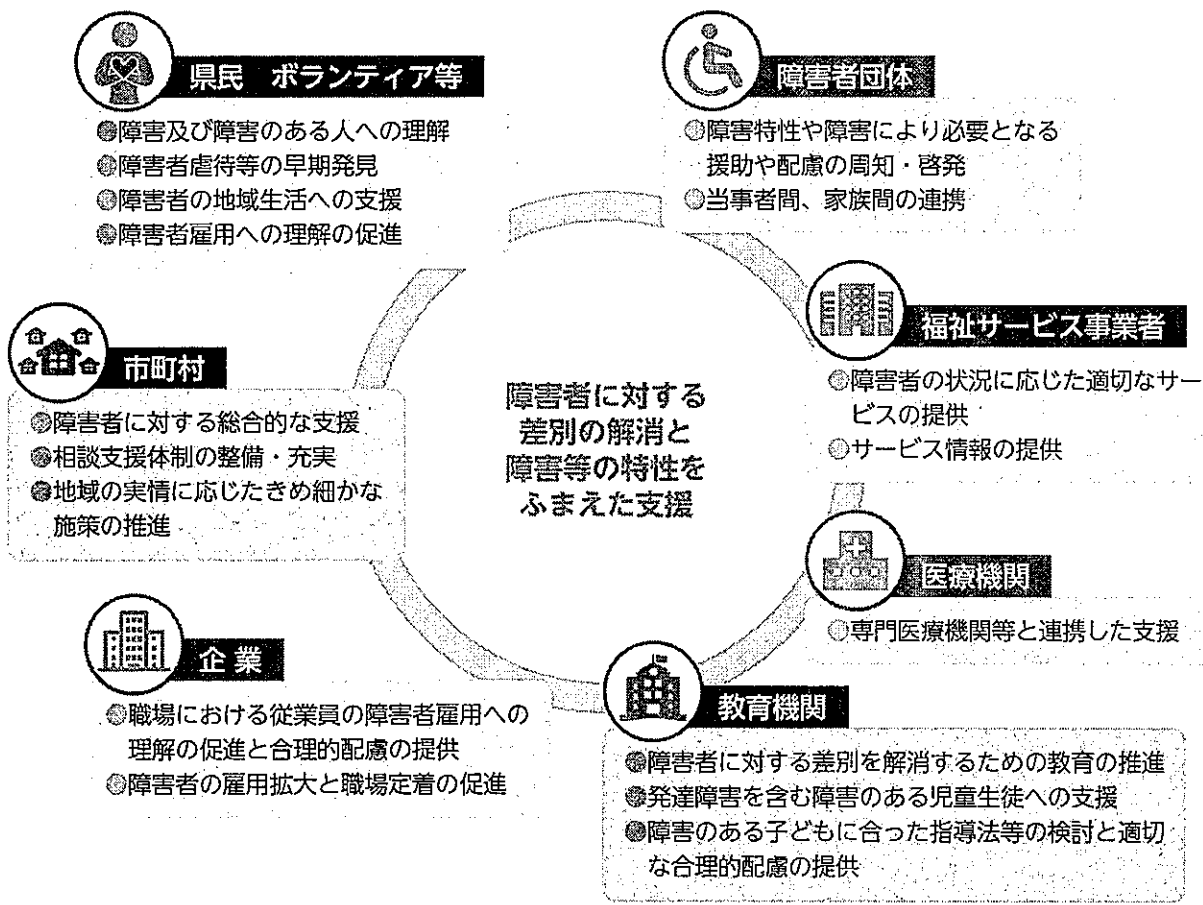 県民 ボランティア等
●障害及び障害のある人への理解
●障害者虐待等の早期発見
●障害者の地域生活への支援
●障害者雇用への理解の促進
障害者団体
●障害特性や障害により必要となる
援助や配慮の周知・啓発
●当事者間、家族間の連携
福祉サービス事業者
●障害者の状況に応じた適切なサー
ビスの提供
●サービス情報の提供
市町村
●障害者に対する総合的な支援
●相談支援体制の整備・充実
●地域の実情に応じたきめ細かな
施策の推進
障害者に対する
差別の解消と
障害等の特性を
ふまえた支援
医療機関
●専門医療機関等と連携した支援
企業
●職場における従業員の障害者雇用への
理解の促進と合理的配慮の提供
●障害者の雇用拡大と職場定着の促進
教育機関
●障害者に対する差別を解消するための教育の推進
●発達障害を含む障害のある児童生徒への支援
●障害のある子どもに合った指導法等の検討と適切
な合理的配慮の提供